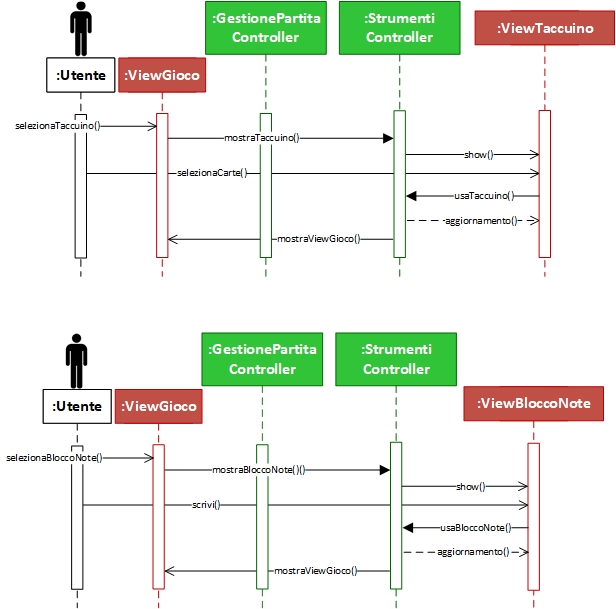 :GestionePartita
Controller
:Strumenti
Controller
:ViewTaccuino
:Utente
:ViewGioco
selezionaTaccuino()
mostraTaccuino()
show()
selezionaCarte()
usaTaccuino()
aggiornamento()
mostraViewGioco()
:GestionePartita
Controller
:Strumenti
Controller
:Utente
:ViewGioco
:ViewBloccoNote
selezionaBloccoNote()
mostraBloccoNote()()
show()
scrivi()
usaBloccoNote()
aggiornamento()
mostraViewGioco()